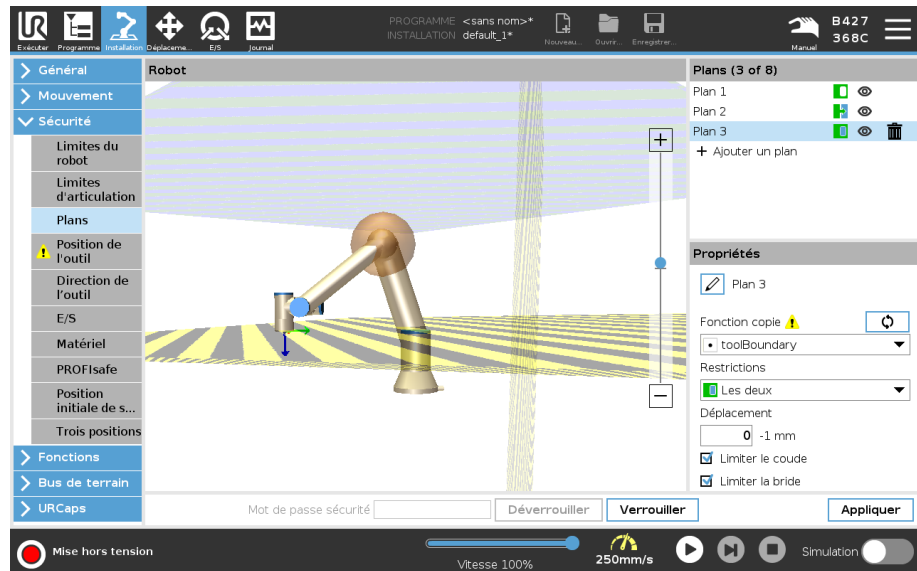 PROGRAMME <sans nom>*
INSTALLATION default_1*
Exécuter
Programme
Installation
Déplaceme...
E/S
Journal
Nouveau...
Ouvrir...
Enregistrer...
Manuel
B427
368C
Général
Mouvement
Sécurité
Limites du
robot
Limites
d'articulation
Plans
Position de
l'outil
Direction de
l'outil
E/S
Matériel
PROFIsafe
Position
initiale de s...
Trois positions
Fonctions
Bus de terrain
URCaps
Robot
Plans (3 of 8)
Plan 1
Plan 2
Plan 3
+ Ajouter un plan
Propriétés
Plan 3
Fonction copie
toolBoundary
Restrictions
Les deux
Déplacement
0 -1 mm
Limiter le coude
Limiter la bride
Mot de passe sécurité
Déverrouiller
Verrouiller
Appliquer
Mise hors tension
Vitesse 100%
250mm/s
Simulation